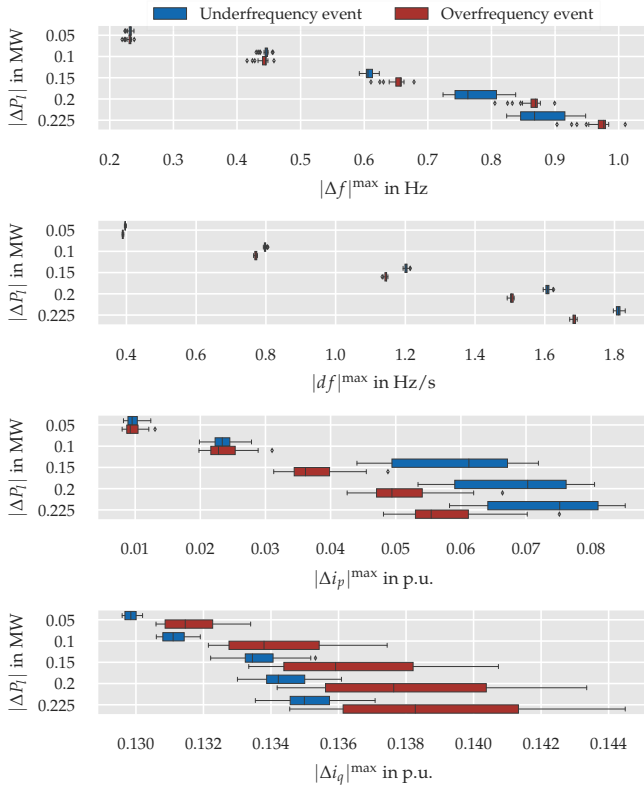 Underfrequency event Overfrequency event
|ΔP_l| in MW
0.05
0.1
0.15
0.2
0.225
0.2 0.3 0.4 0.5 0.6 0.7 0.8 0.9 1.0
|Δf|^max in Hz
|ΔP_l| in MW
0.05
0.1
0.15
0.2
0.225
0.4 0.6 0.8 1.0 1.2 1.4 1.6 1.8
|df|^max in Hz/s
|ΔP_l| in MW
0.05
0.1
0.15
0.2
0.225
0.01 0.02 0.03 0.04 0.05 0.06 0.07 0.08
|Δi_p|^max in p.u.
|ΔP_l| in MW
0.05
0.1
0.15
0.2
0.225
0.130 0.132 0.134 0.136 0.138 0.140 0.142 0.144
|Δi_q|^max in p.u.